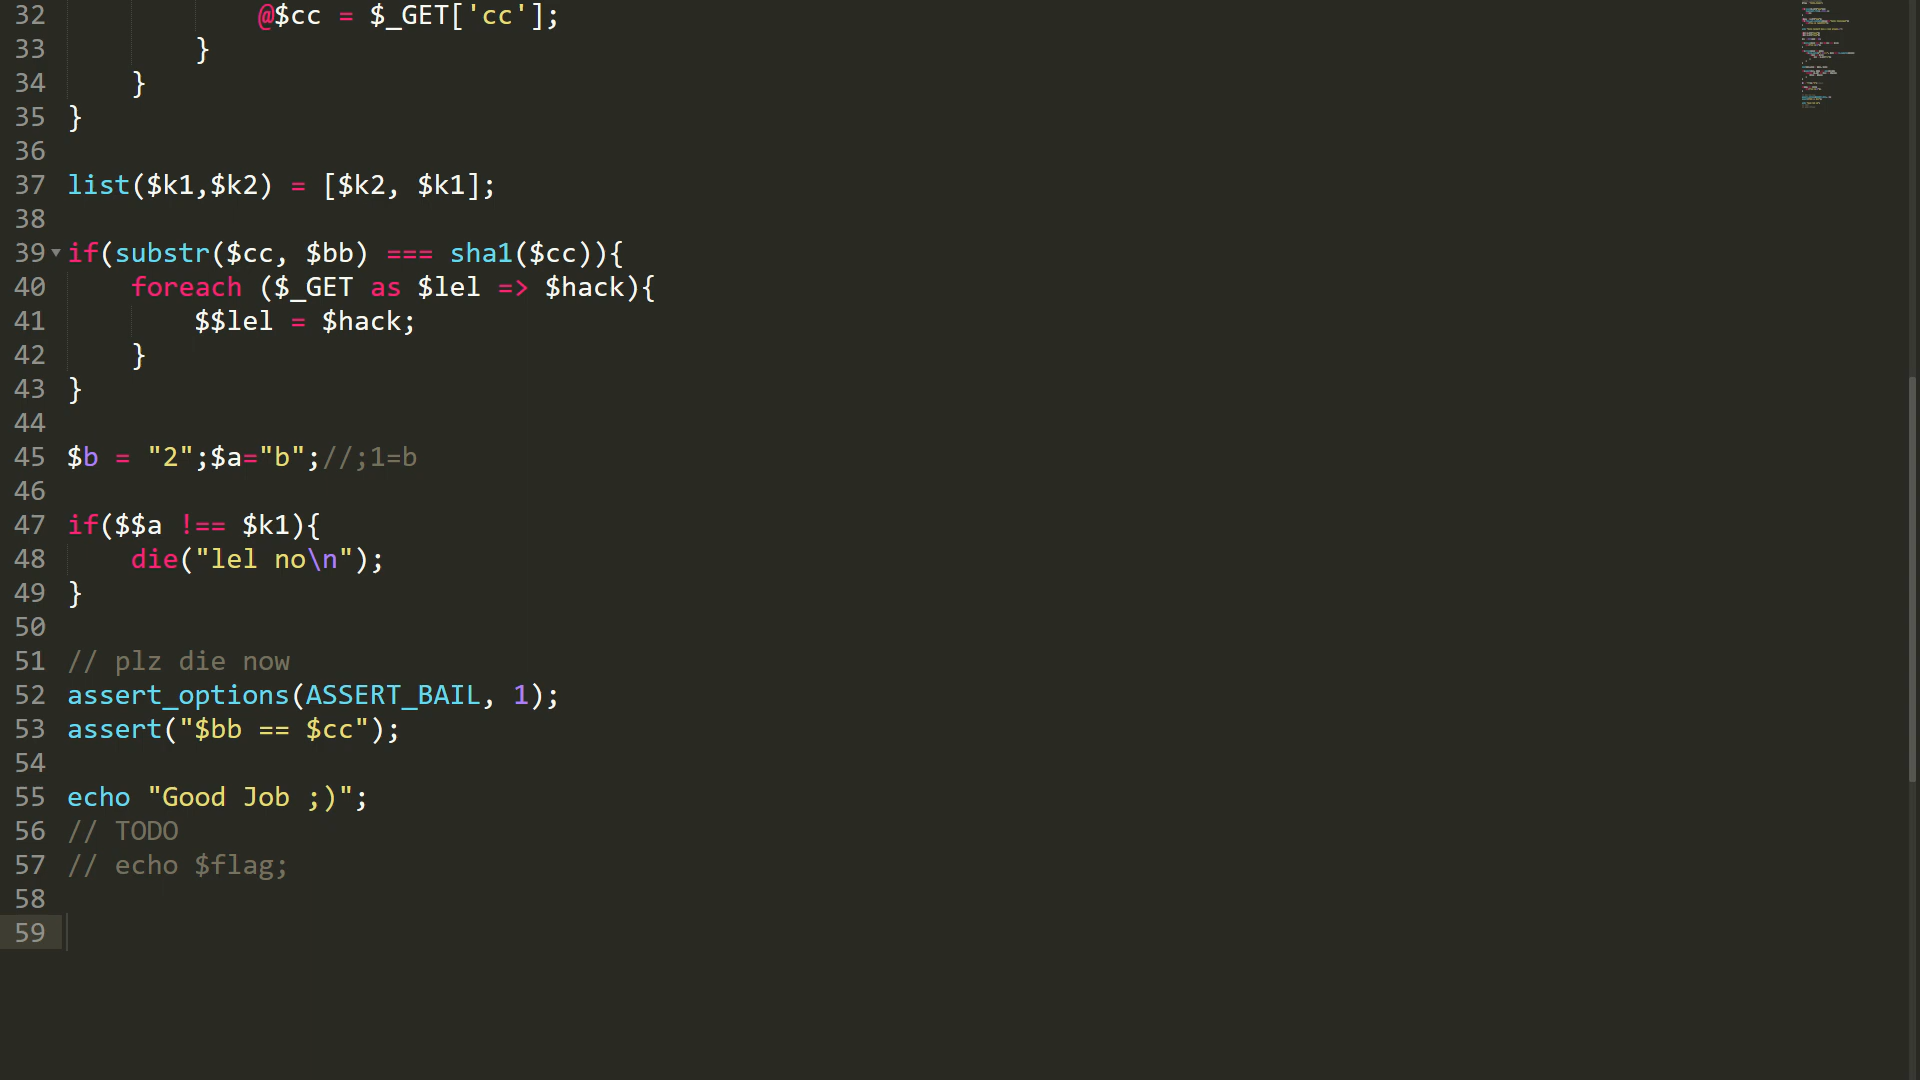 32 @$cc = $_GET['cc'];
33 }
34 }
35 }
36
37 list($k1,$k2) = [$k2, $k1];
38
39 if(substr($cc, $bb) === sha1($cc)){
40 foreach ($_GET as $lel => $hack){
41 $$lel = $hack;
42 }
43 }
44
45 $b = "2";$a="b";//;1=b
46
47 if($$a !== $k1){
48 die("lel no\n");
49 }
50
51 // plz die now
52 assert_options(ASSERT_BAIL, 1);
53 assert("$bb == $cc");
54
55 echo "Good Job ;)";
56 // TODO
57 // echo $flag;
58
59